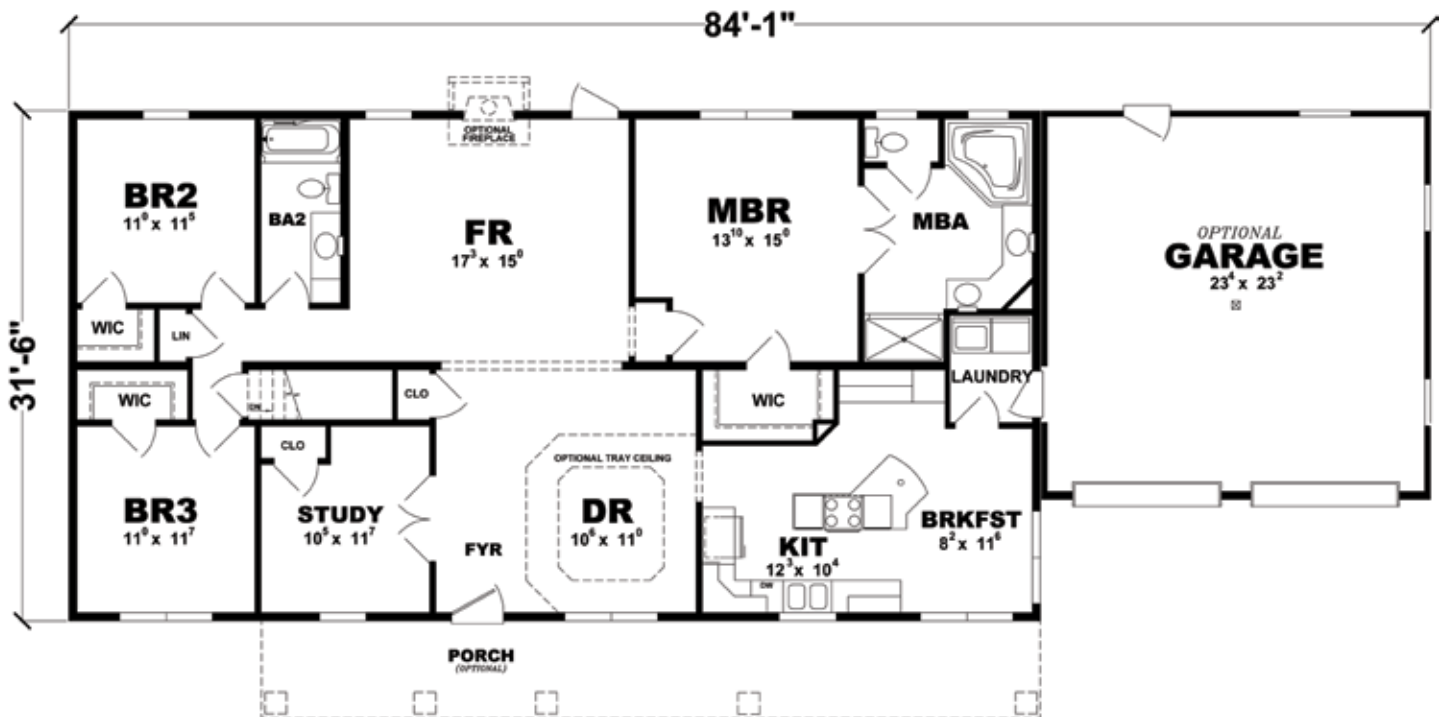 84'-1"
31'-6"
OPTIONAL
FIREPLACE
BR2
11⁰ x 11⁵
BA2
FR
17³ x 15⁰
MBR
13¹⁰ x 15⁰
MBA
OPTIONAL
GARAGE
23⁴ x 23²
WIC
LIN
WIC
DN
CLO
WIC
LAUNDRY
CLO
OPTIONAL TRAY CEILING
BR3
11⁰ x 11⁷
STUDY
10⁵ x 11⁷
FYR
DR
10⁶ x 11⁰
KIT
12³ x 10⁴
BRKFST
8² x 11⁶
DW
PORCH
(OPTIONAL)